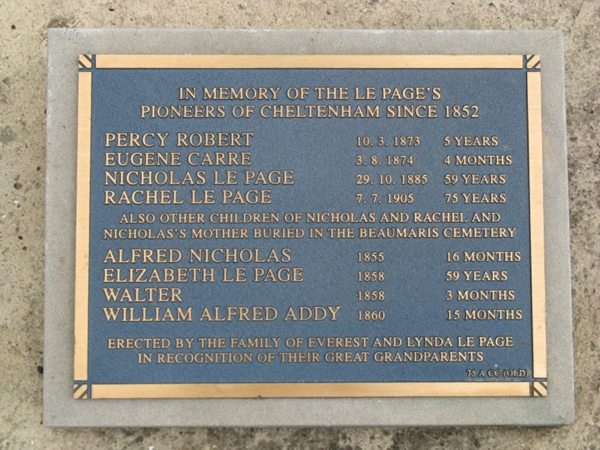 IN MEMORY OF THE LE PAGE'S
PIONEERS OF CHELTENHAM SINCE 1852
PERCY ROBERT 10. 3. 1873 5 YEARS
EUGENE CARRE 3. 8. 1874 4 MONTHS
NICHOLAS LE PAGE 29. 10. 1885 59 YEARS
RACHEL LE PAGE 7. 7. 1905 75 YEARS
ALSO OTHER CHILDREN OF NICHOLAS AND RACHEL AND
NICHOLAS'S MOTHER BURIED IN THE BEAUMARIS CEMETERY
ALFRED NICHOLAS 1855 16 MONTHS
ELIZABETH LE PAGE 1858 59 YEARS
WALTER 1858 3 MONTHS
WILLIAM ALFRED ADDY 1860 15 MONTHS
ERECTED BY THE FAMILY OF EVEREST AND LYNDA LE PAGE
IN RECOGNITION OF THEIR GREAT GRANDPARENTS
A CC (OLD)